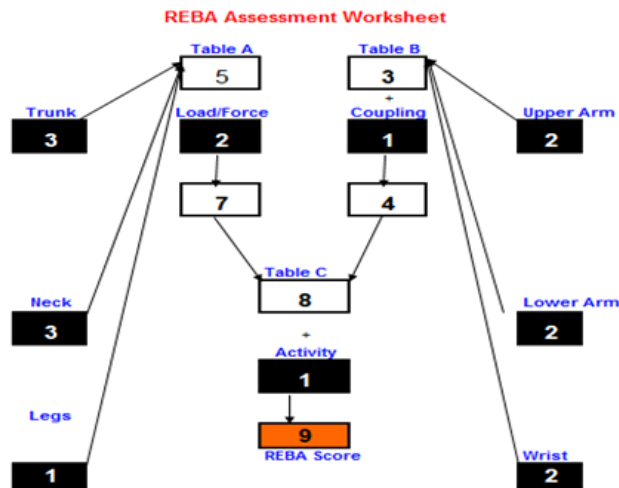 REBA Assessment Worksheet
Table A Table B
5 3
+
Trunk Load/Force Coupling Upper Arm
3 2 1 2
7 4
Table C
8
Neck Lower Arm
3 2
+
Activity
1
Legs
9
REBA Score Wrist
1 2